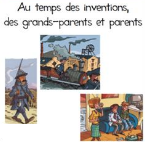 Au temps des inventions,
des grands-parents et parents